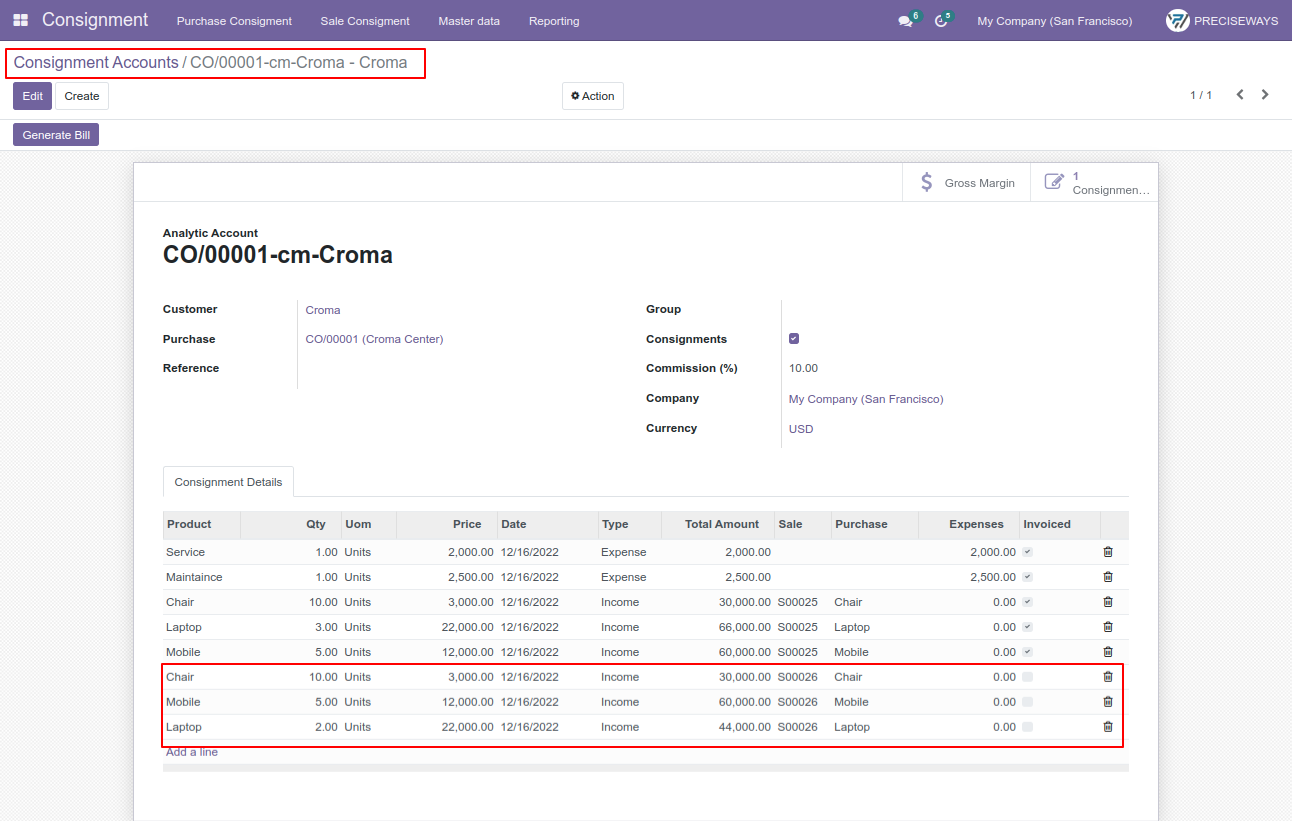 Consignment Purchase Consigment Sale Consigment Master data Reporting 6 5 My Company (San Francisco) PRECISEWAYS
Consignment Accounts / CO/00001-cm-Croma - Croma
Edit Create Action 1 / 1
Generate Bill
Gross Margin 1 Consignmen...
Analytic Account
CO/00001-cm-Croma
Customer Croma Group
Purchase CO/00001 (Croma Center) Consignments
Reference Commission (%) 10.00
Company My Company (San Francisco)
Currency USD
Consignment Details
Product Qty Uom Price Date Type Total Amount Sale Purchase Expenses Invoiced
Service 1.00 Units 2,000.00 12/16/2022 Expense 2,000.00 2,000.00
Maintaince 1.00 Units 2,500.00 12/16/2022 Expense 2,500.00 2,500.00
Chair 10.00 Units 3,000.00 12/16/2022 Income 30,000.00 S00025 Chair 0.00
Laptop 3.00 Units 22,000.00 12/16/2022 Income 66,000.00 S00025 Laptop 0.00
Mobile 5.00 Units 12,000.00 12/16/2022 Income 60,000.00 S00025 Mobile 0.00
Chair 10.00 Units 3,000.00 12/16/2022 Income 30,000.00 S00026 Chair 0.00
Mobile 5.00 Units 12,000.00 12/16/2022 Income 60,000.00 S00026 Mobile 0.00
Laptop 2.00 Units 22,000.00 12/16/2022 Income 44,000.00 S00026 Laptop 0.00
Add a line